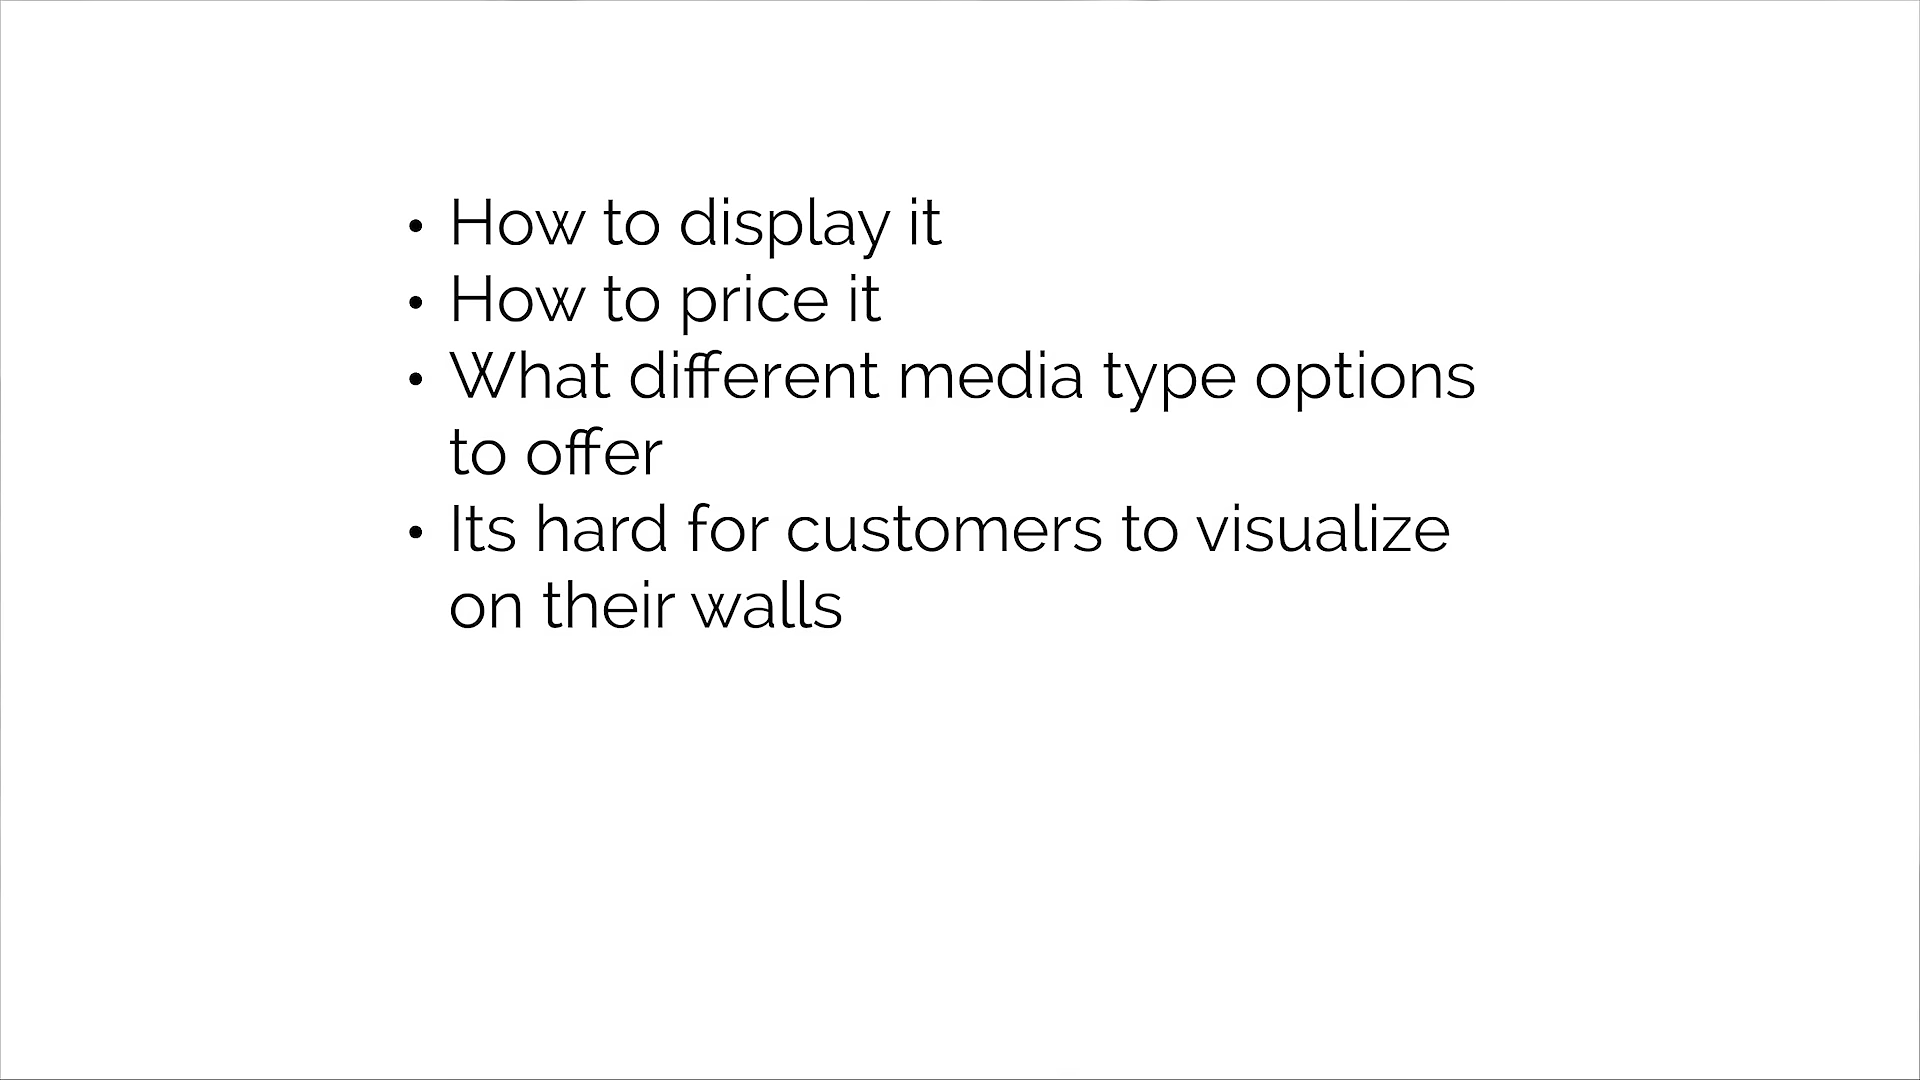 • How to display it
• How to price it
• What different media type options
to offer
• Its hard for customers to visualize
on their walls